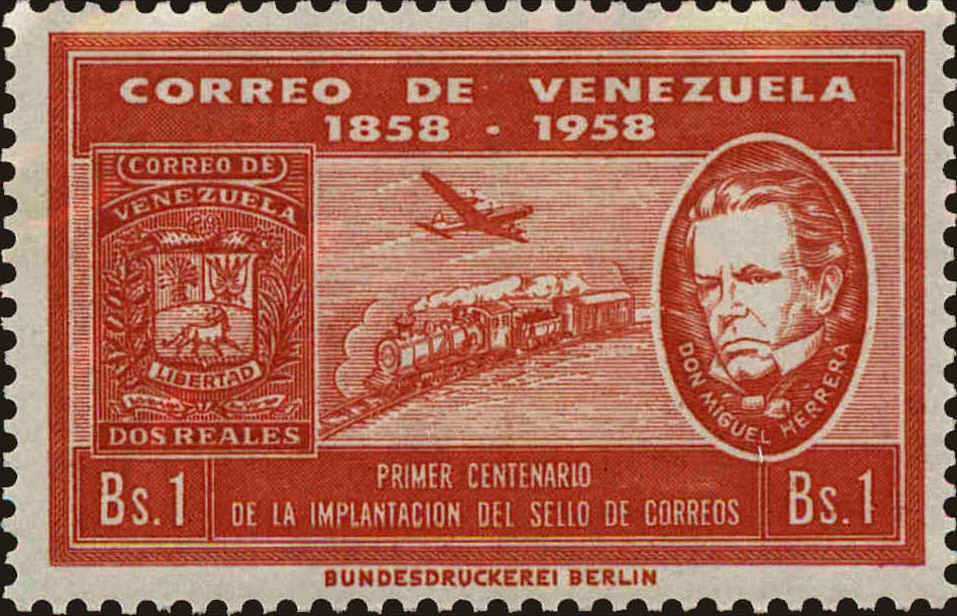 CORREO DE VENEZUELA
1858 · 1958
CORREO DE
VENEZUELA
LIBERTAD
DOS REALES
DON MIGUEL HERRERA
Bs. 1
PRIMER CENTENARIO
DE LA IMPLANTACION DEL SELLO DE CORREOS
Bs. 1
BUNDESDRUCKEREI BERLIN